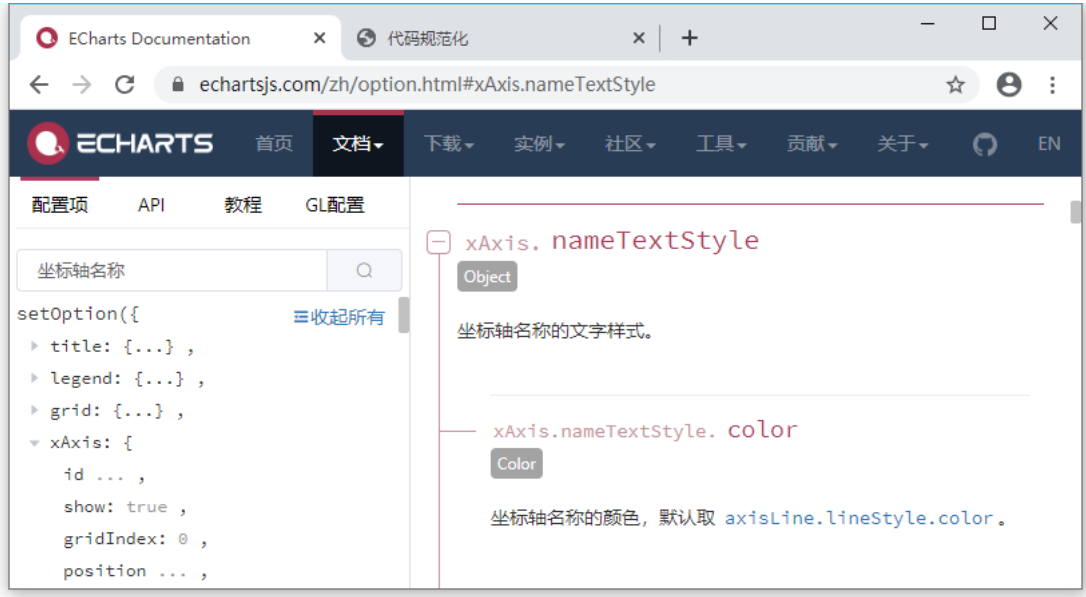 ECharts Documentation
代码规范化
echartsjs.com/zh/option.html#xAxis.nameTextStyle
ECHARTS 首页 文档 下载 实例 社区 工具 贡献 关于 EN
配置项 API 教程 GL配置
坐标轴名称
setOption({ 收起所有
title: {...} ,
legend: {...} ,
grid: {...} ,
xAxis: {
id ... ,
show: true ,
gridIndex: 0 ,
position ... ,
xAxis. nameTextStyle
Object
坐标轴名称的文字样式。
xAxis.nameTextStyle. color
Color
坐标轴名称的颜色，默认取 axisLine.lineStyle.color。